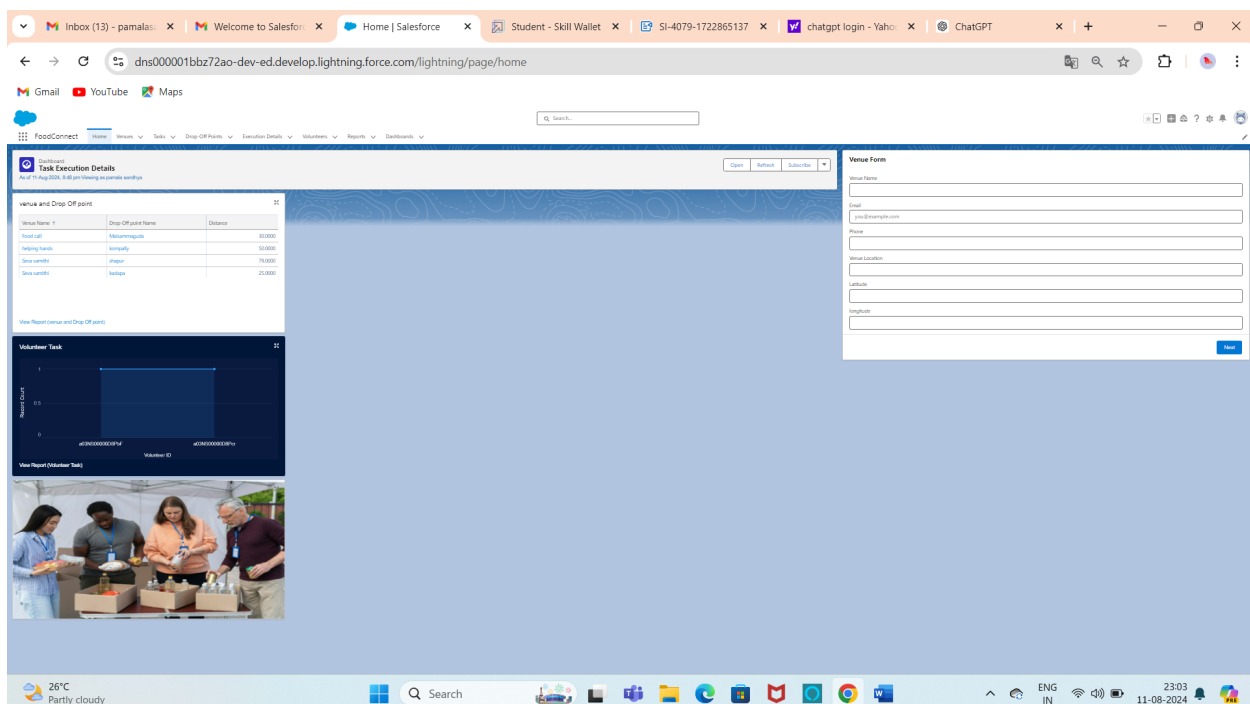 Inbox (13) - pamalas
Welcome to Salesforc
Home | Salesforce
Student - Skill Wallet
SI-4079-1722865137
chatgpt login - Yahoo
ChatGPT
dns000001bbz72ao-dev-ed.develop.lightning.force.com/lightning/page/home
Gmail YouTube Maps
Search...
FoodConnect Home Venues Tasks Drop-Off Points Execution Details Volunteers Reports Dashboards
Dashboard
Task Execution Details
As of 11-Aug-2024, 8:48 pm Viewing as pamala sandhya
Open Refresh Subscribe
venue and Drop Off point
Venue Name ↑ Drop-Off point Name Distance
food call Maisammaguda 30.0000
helping hands kompally 50.0000
Seva samithi shapur 79.0000
Seva samithi kadapa 25.0000
View Report (venue and Drop Off point)
Volunteer Task
1
0.5
0
Record Count
Volunteer ID
View Report (Volunteer Task)
Venue Form
Venue Name
Email
you@example.com
Phone
Venue Location
Latitude
longitude
Next
26°C
Partly cloudy
Search
ENG
IN
23:03
11-08-2024